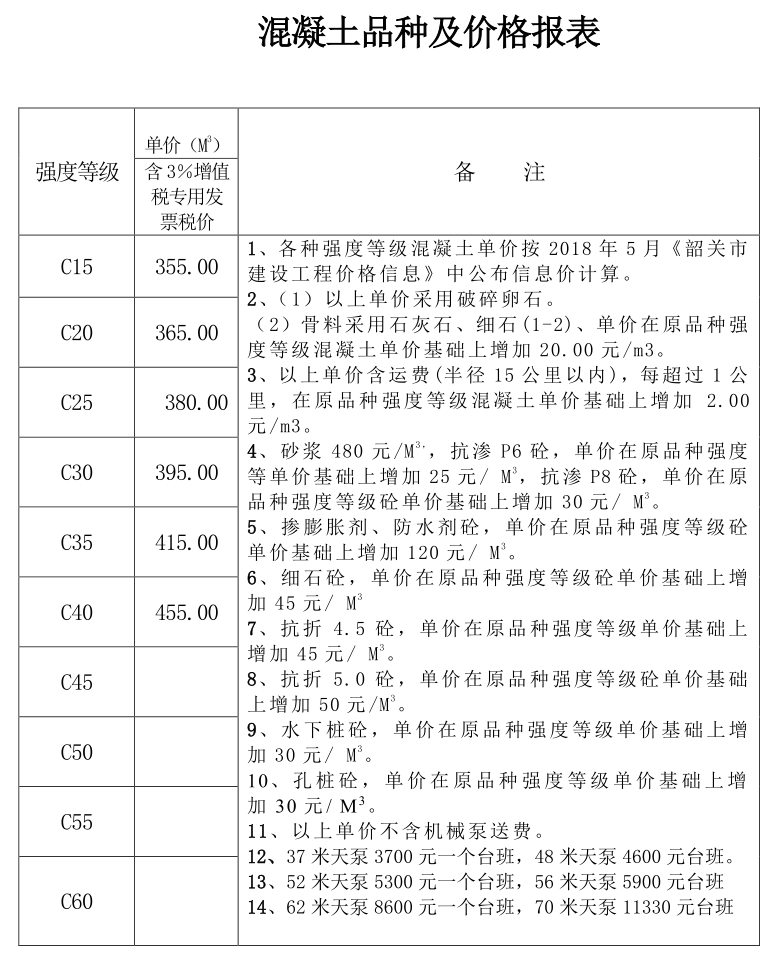 混凝土品种及价格报表
强度等级
单价（M³）
含 3%增值
税专用发
票税价
备 注
C15
355.00
C20
365.00
C25
380.00
C30
395.00
C35
415.00
C40
455.00
C45
C50
C55
C60
1、各种强度等级混凝土单价按 2018 年 5 月《韶关市
建设工程价格信息》中公布信息价计算。
2、（1）以上单价采用破碎卵石。
（2）骨料采用石灰石、细石(1-2)、单价在原品种强
度等级混凝土单价基础上增加 20.00 元/m3。
3、以上单价含运费(半径 15 公里以内)，每超过 1 公
里，在原品种强度等级混凝土单价基础上增加 2.00
元/m3。
4、砂浆 480 元/M³·，抗渗 P6 砼，单价在原品种强度
等单价基础上增加 25 元/ M³，抗渗 P8 砼，单价在原
品种强度等级砼单价基础上增加 30 元/ M³。
5、掺膨胀剂、防水剂砼，单价在原品种强度等级砼
单价基础上增加 120 元/ M³。
6、细石砼，单价在原品种强度等级砼单价基础上增
加 45 元/ M³
7、抗折 4.5 砼，单价在原品种强度等级单价基础上
增加 45 元/ M³。
8、抗折 5.0 砼，单价在原品种强度等级砼单价基础
上增加 50 元/M³。
9、水下桩砼，单价在原品种强度等级单价基础上增
加 30 元/ M³。
10、孔桩砼，单价在原品种强度等级单价基础上增
加 30 元/ M³。
11、以上单价不含机械泵送费。
12、37 米天泵 3700 元一个台班，48 米天泵 4600 元台班。
13、52 米天泵 5300 元一个台班，56 米天泵 5900 元台班
14、62 米天泵 8600 元一个台班，70 米天泵 11330 元台班